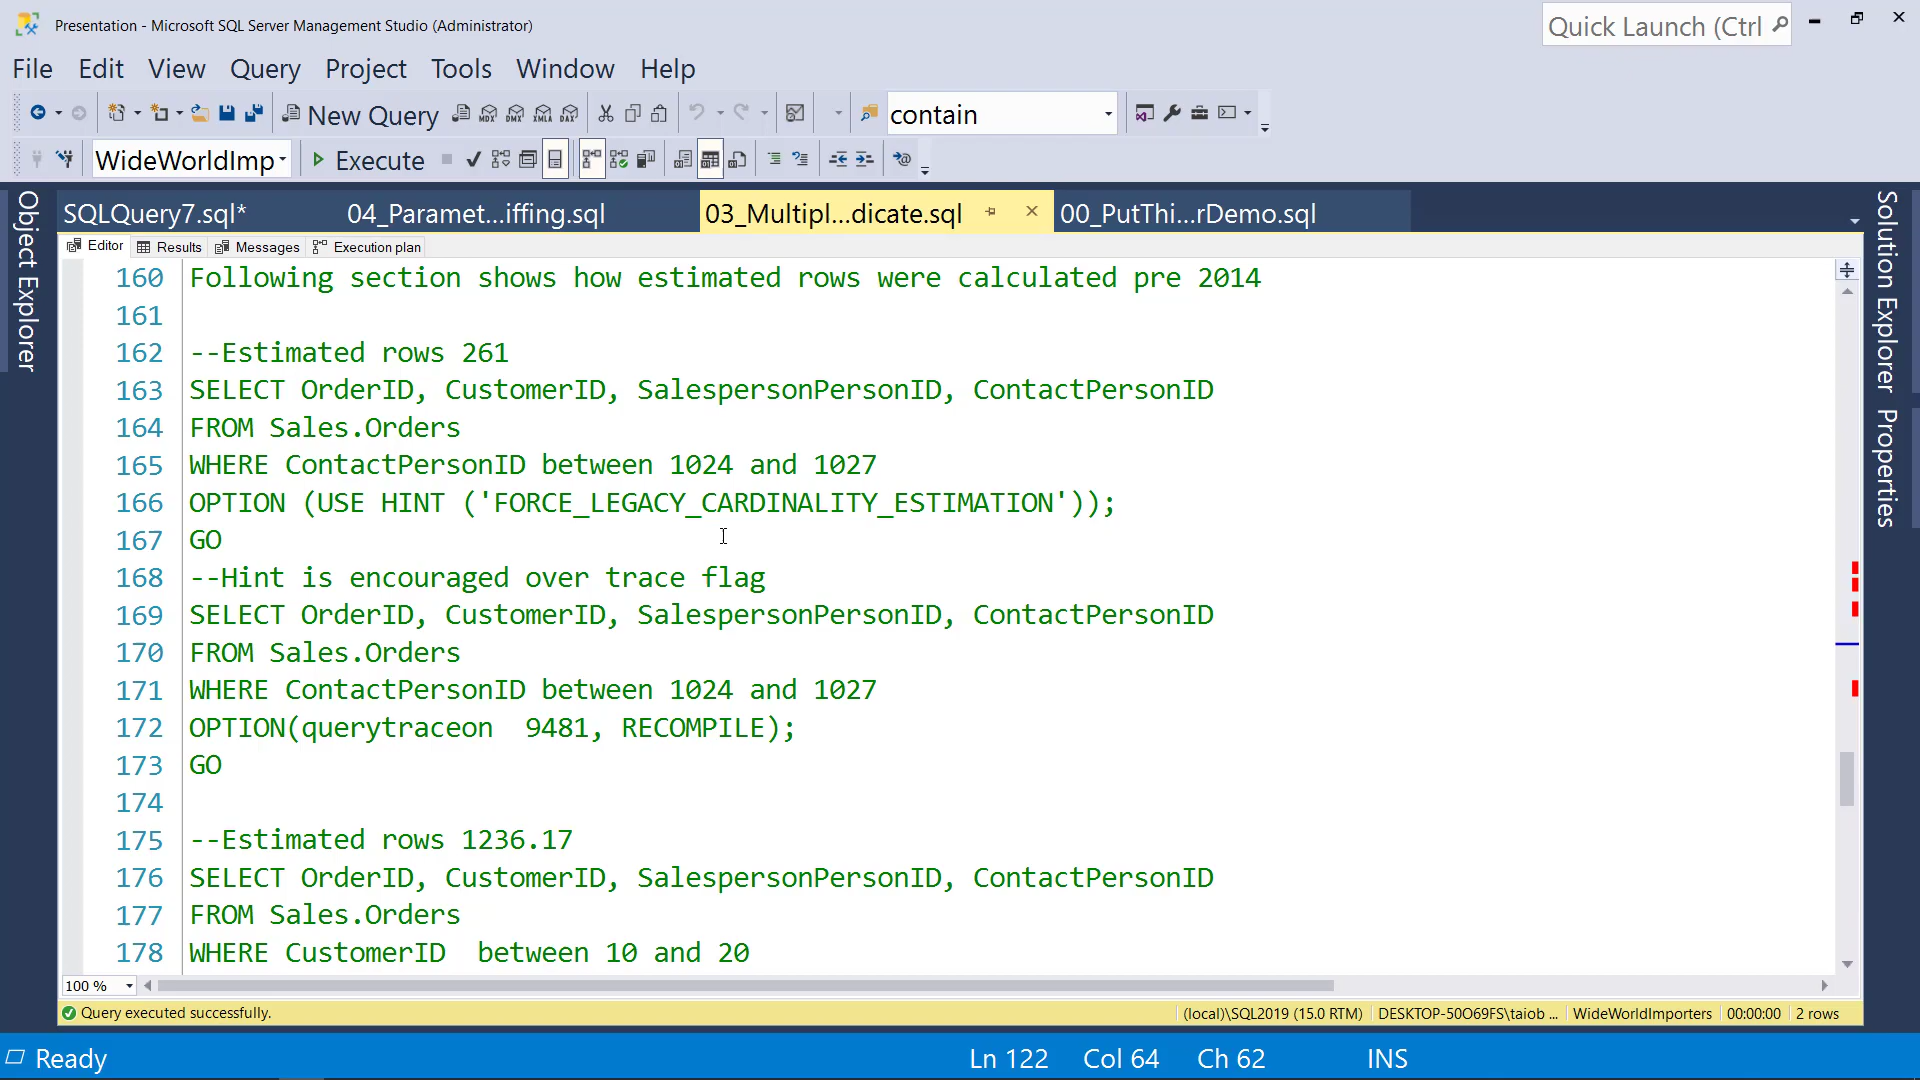 Presentation - Microsoft SQL Server Management Studio (Administrator)
Quick Launch (Ctrl
File Edit View Query Project Tools Window Help
New Query MDX DMX XMLA DAX contain
WideWorldImp Execute
SQLQuery7.sql* 04_Paramet...iffing.sql 03_Multipl...dicate.sql 00_PutThi...rDemo.sql
Object Explorer
Solution Explorer
Properties
Editor Results Messages Execution plan
160 Following section shows how estimated rows were calculated pre 2014
161
162 --Estimated rows 261
163 SELECT OrderID, CustomerID, SalespersonPersonID, ContactPersonID
164 FROM Sales.Orders
165 WHERE ContactPersonID between 1024 and 1027
166 OPTION (USE HINT ('FORCE_LEGACY_CARDINALITY_ESTIMATION'));
167 GO
168 --Hint is encouraged over trace flag
169 SELECT OrderID, CustomerID, SalespersonPersonID, ContactPersonID
170 FROM Sales.Orders
171 WHERE ContactPersonID between 1024 and 1027
172 OPTION(querytraceon  9481, RECOMPILE);
173 GO
174
175 --Estimated rows 1236.17
176 SELECT OrderID, CustomerID, SalespersonPersonID, ContactPersonID
177 FROM Sales.Orders
178 WHERE CustomerID  between 10 and 20
100 %
Query executed successfully. (local)\SQL2019 (15.0 RTM) DESKTOP-50O69FS\taiob ... WideWorldImporters 00:00:00 2 rows
Ready Ln 122 Col 64 Ch 62 INS